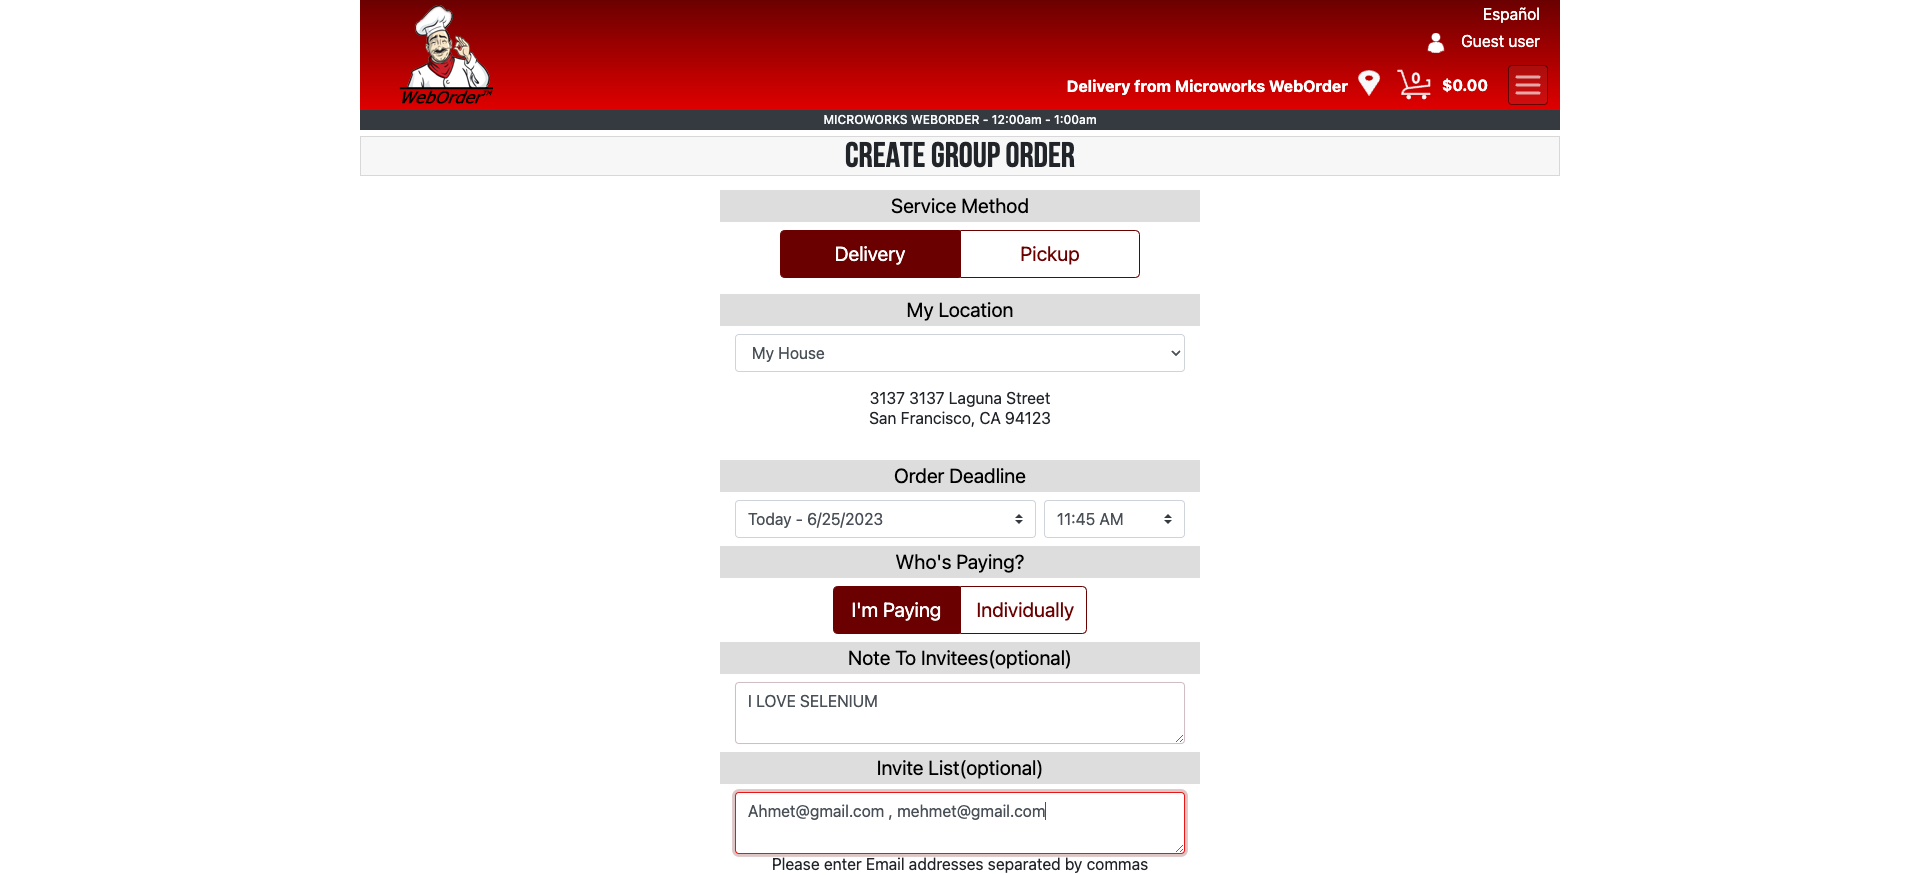 Español
Guest user
WebOrder
Delivery from Microworks WebOrder 0 $0.00
MICROWORKS WEBORDER - 12:00am - 1:00am
CREATE GROUP ORDER
Service Method
Delivery Pickup
My Location
My House
3137 3137 Laguna Street
San Francisco, CA 94123
Order Deadline
Today - 6/25/2023 11:45 AM
Who's Paying?
I'm Paying Individually
Note To Invitees(optional)
I LOVE SELENIUM
Invite List(optional)
Ahmet@gmail.com , mehmet@gmail.com
Please enter Email addresses separated by commas